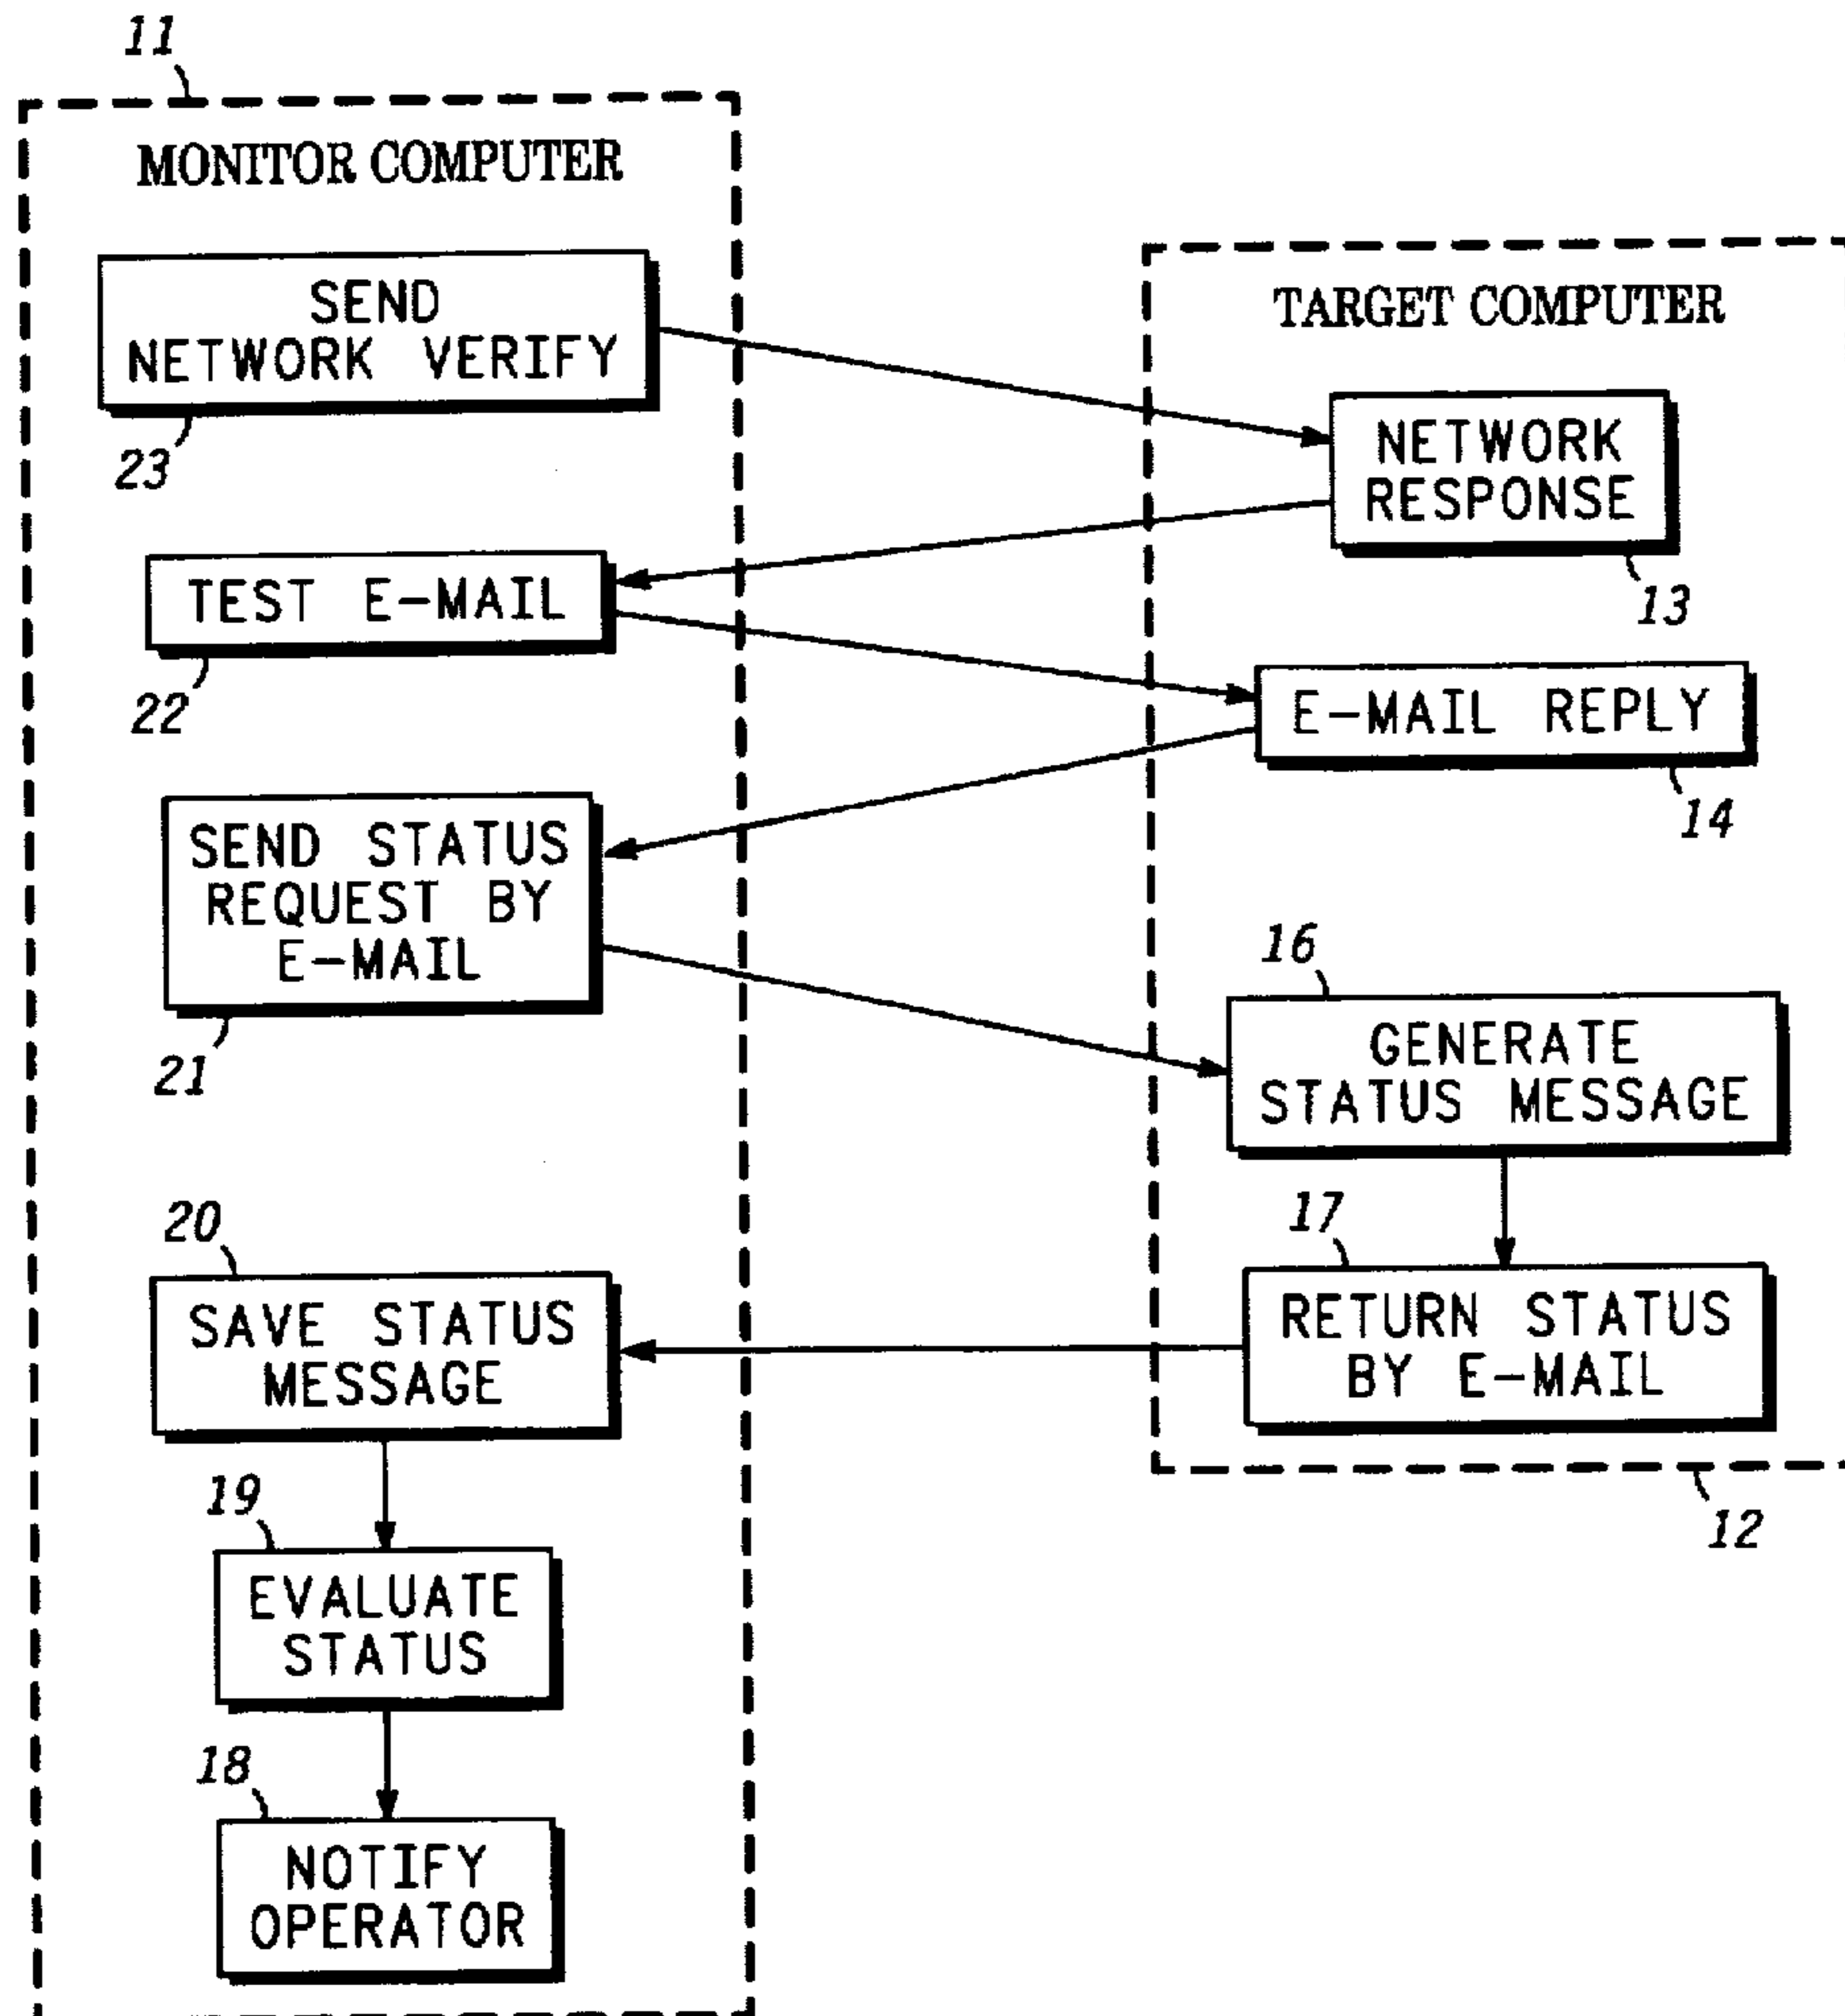 11
MONITOR COMPUTER
SEND
NETWORK VERIFY
23
TARGET COMPUTER
NETWORK
RESPONSE
13
TEST E-MAIL
22
E-MAIL REPLY
14
SEND STATUS
REQUEST BY
E-MAIL
21
16
GENERATE
STATUS MESSAGE
17
RETURN STATUS
BY E-MAIL
12
20
SAVE STATUS
MESSAGE
19
EVALUATE
STATUS
18
NOTIFY
OPERATOR